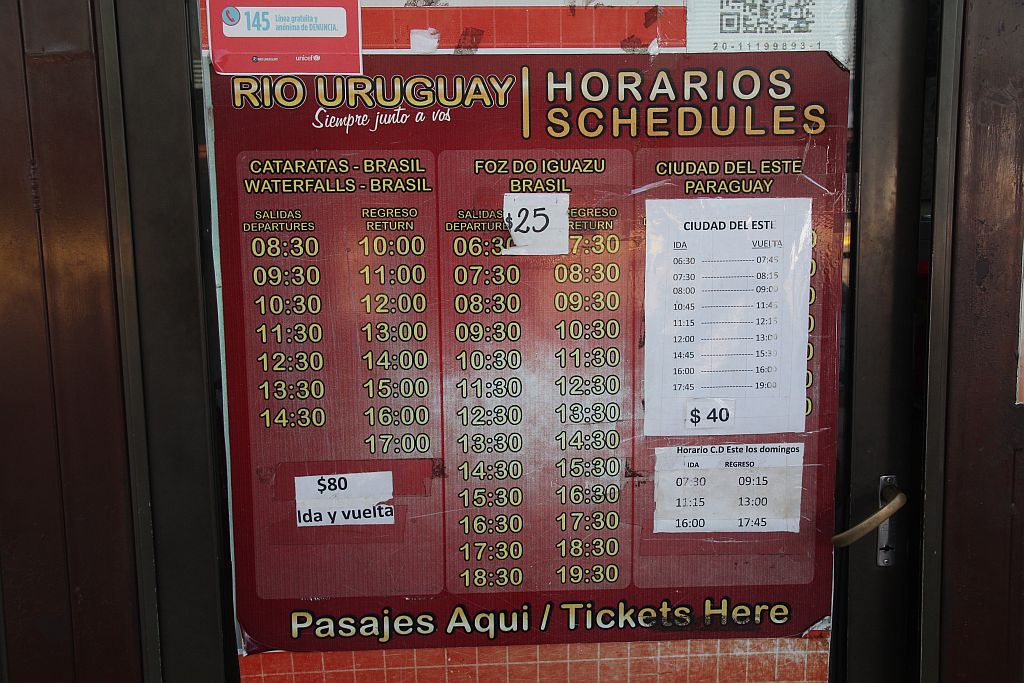 145 Línea gratuita y
anónima de DENUNCIA.
RIO URUGUAY
unicef
20-11199893-1
RIO URUGUAY
Siempre junto a vos
HORARIOS
SCHEDULES
CATARATAS - BRASIL
WATERFALLS - BRASIL
SALIDAS REGRESO
DEPARTURES RETURN
08:30 10:00
09:30 11:00
10:30 12:00
11:30 13:00
12:30 14:00
13:30 15:00
14:30 16:00
17:00
$80
Ida y vuelta
FOZ DO IGUAZU
BRASIL
$25
SALIDAS REGRESO
06:30 7:30
07:30 08:30
08:30 09:30
09:30 10:30
10:30 11:30
11:30 12:30
12:30 13:30
13:30 14:30
14:30 15:30
15:30 16:30
16:30 17:30
17:30 18:30
18:30 19:30
CIUDAD DEL ESTE
PARAGUAY
CIUDAD DEL ESTE
IDA VUELTA
06:30 ---------------- 07:45
07:30 ---------------- 08:15
08:00 ---------------- 09:00
10:45 ---------------- 11:45
11:15 ---------------- 12:15
12:00 ---------------- 13:00
14:45 ---------------- 15:30
16:00 ---------------- 16:00
17:45 ---------------- 19:00
$ 40
Horario C.D Este los domingos
IDA REGRESO
07:30 09:15
11:15 13:00
16:00 17:45
Pasajes Aqui / Tickets Here